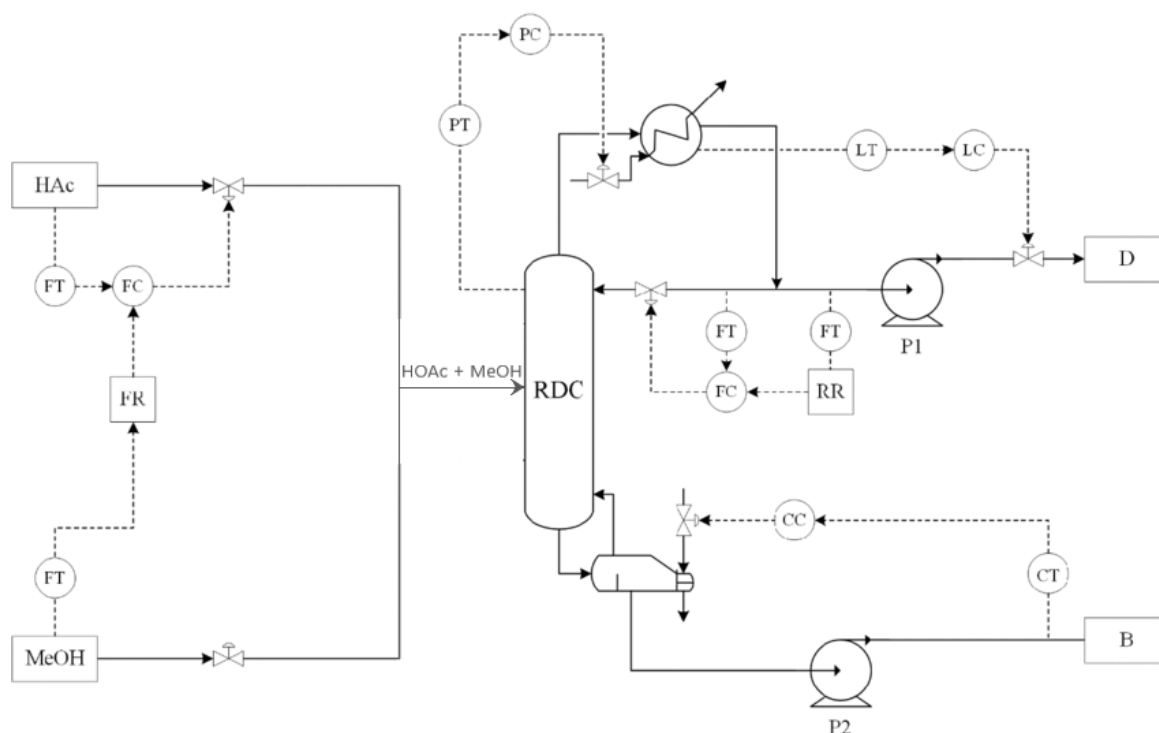 PC
PT
LT
LC
HAc
FT
FC
D
FT
FT
P1
HOAc + MeOH
RDC
FR
FC
RR
CC
FT
CT
MeOH
B
P2